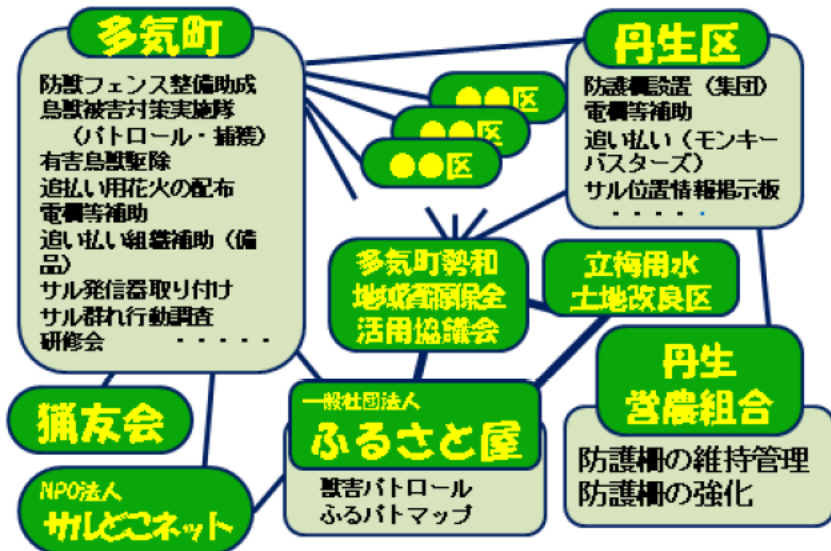 多気町
防獣フェンス整備助成
鳥獣被害対策実施隊
(パトロール・捕獲)
有害鳥獣駆除
追払い用花火の配布
電柵等補助
追い払い組織補助(備
品)
サル発信器取り付け
サル群れ行動調査
研修会 ・・・・・
丹生区
防護柵設置(集団)
電柵等補助
追い払い(モンキー
バスターズ)
サル位置情報掲示板
・・・・・
●●区
●●区
●●区
多気町勢和
地域資源保全
活用協議会
立梅用水
土地改良区
猟友会
NPO法人
サルどこネット
一般社団法人
ふるさと屋
獣害パトロール
ふるパトマップ
丹生
営農組合
防護柵の維持管理
防護柵の強化